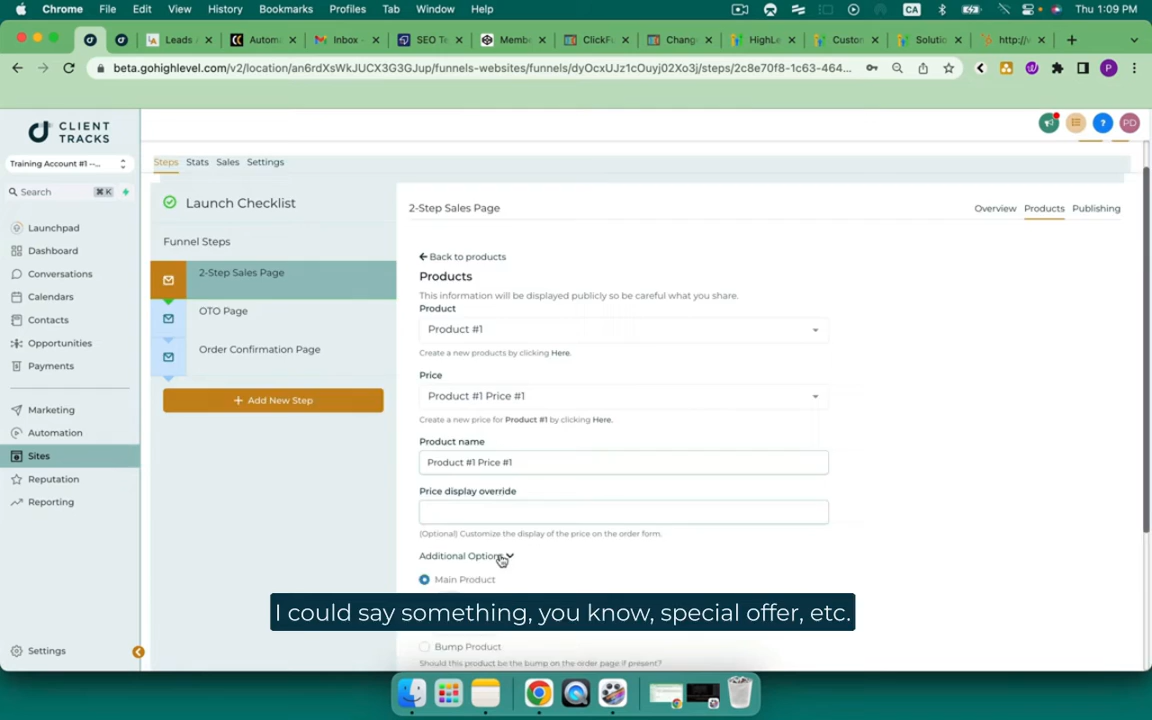 Chrome File Edit View History Bookmarks Profiles Tab Window Help CA Thu 1:09 PM
Leads Autom Inbox - SEO Te Membe ClickFu Chang HighLe Custor Solutio http://v
beta.gohighlevel.com/v2/location/an6rdXsWkJUCX3G3GJup/funnels-websites/funnels/dyOcxUJz1cOuyj02Xo3j/steps/2c8e70f8-1c63-464... P
CLIENT
TRACKS
PD
Training Account #1 --...
Search ⌘ K
Launchpad
Dashboard
Conversations
Calendars
Contacts
Opportunities
Payments
Marketing
Automation
Sites
Reputation
Reporting
Settings
Steps Stats Sales Settings
Launch Checklist
Funnel Steps
2-Step Sales Page
OTO Page
Order Confirmation Page
+ Add New Step
2-Step Sales Page Overview Products Publishing
Back to products
Products
This information will be displayed publicly so be careful what you share.
Product
Product #1
Create a new products by clicking Here.
Price
Product #1 Price #1
Create a new price for Product #1 by clicking Here.
Product name
Product #1 Price #1
Price display override
(Optional) Customize the display of the price on the order form.
Additional Options
Main Product
I could say something, you know, special offer, etc.
Bump Product
Should this product be the bump on the order page if present?